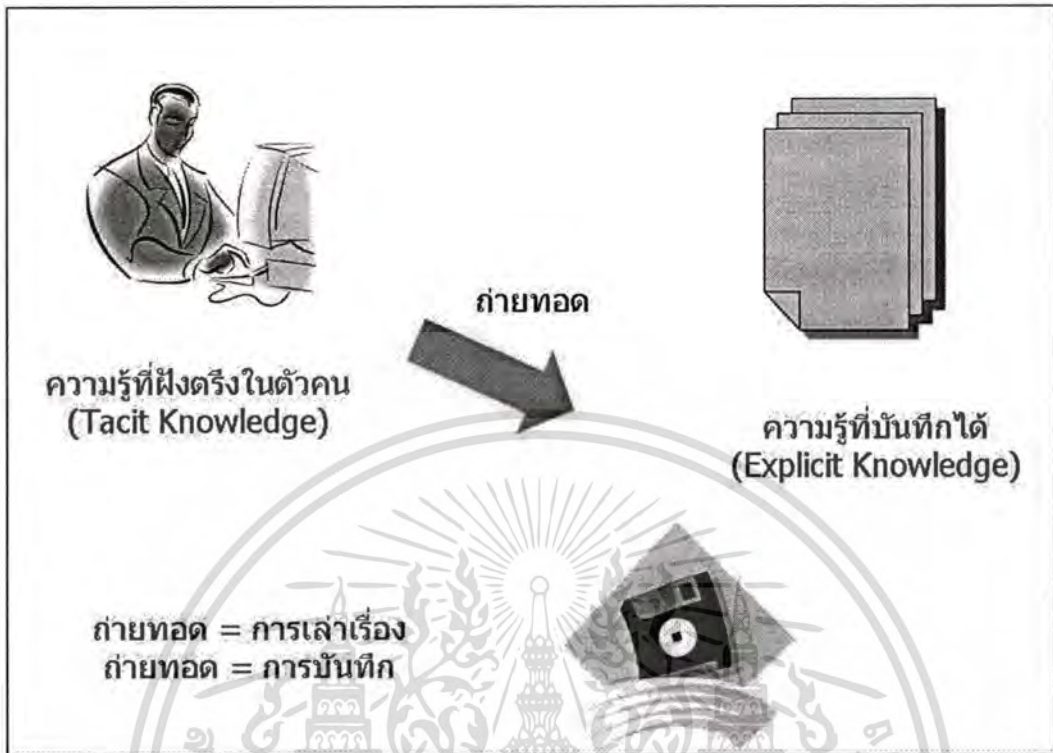 ถ่ายทอด
ความรู้ที่ฝังตรึงในตัวคน
(Tacit Knowledge)
ความรู้ที่บันทึกได้
(Explicit Knowledge)
ถ่ายทอด = การเล่าเรื่อง
ถ่ายทอด = การบันทึก